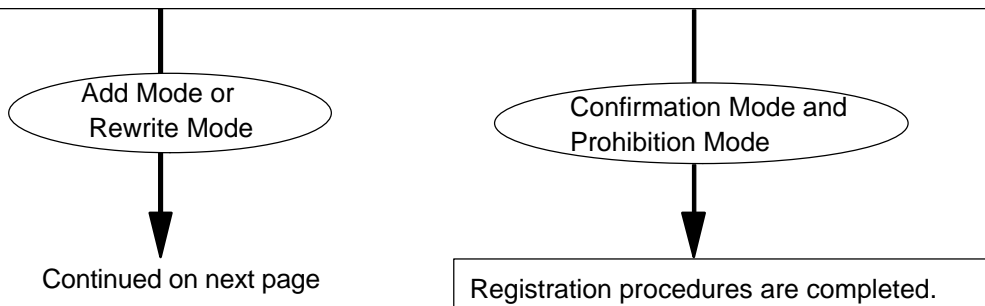 Add Mode or
Rewrite Mode
Confirmation Mode and
Prohibition Mode
Continued on next page
Registration procedures are completed.